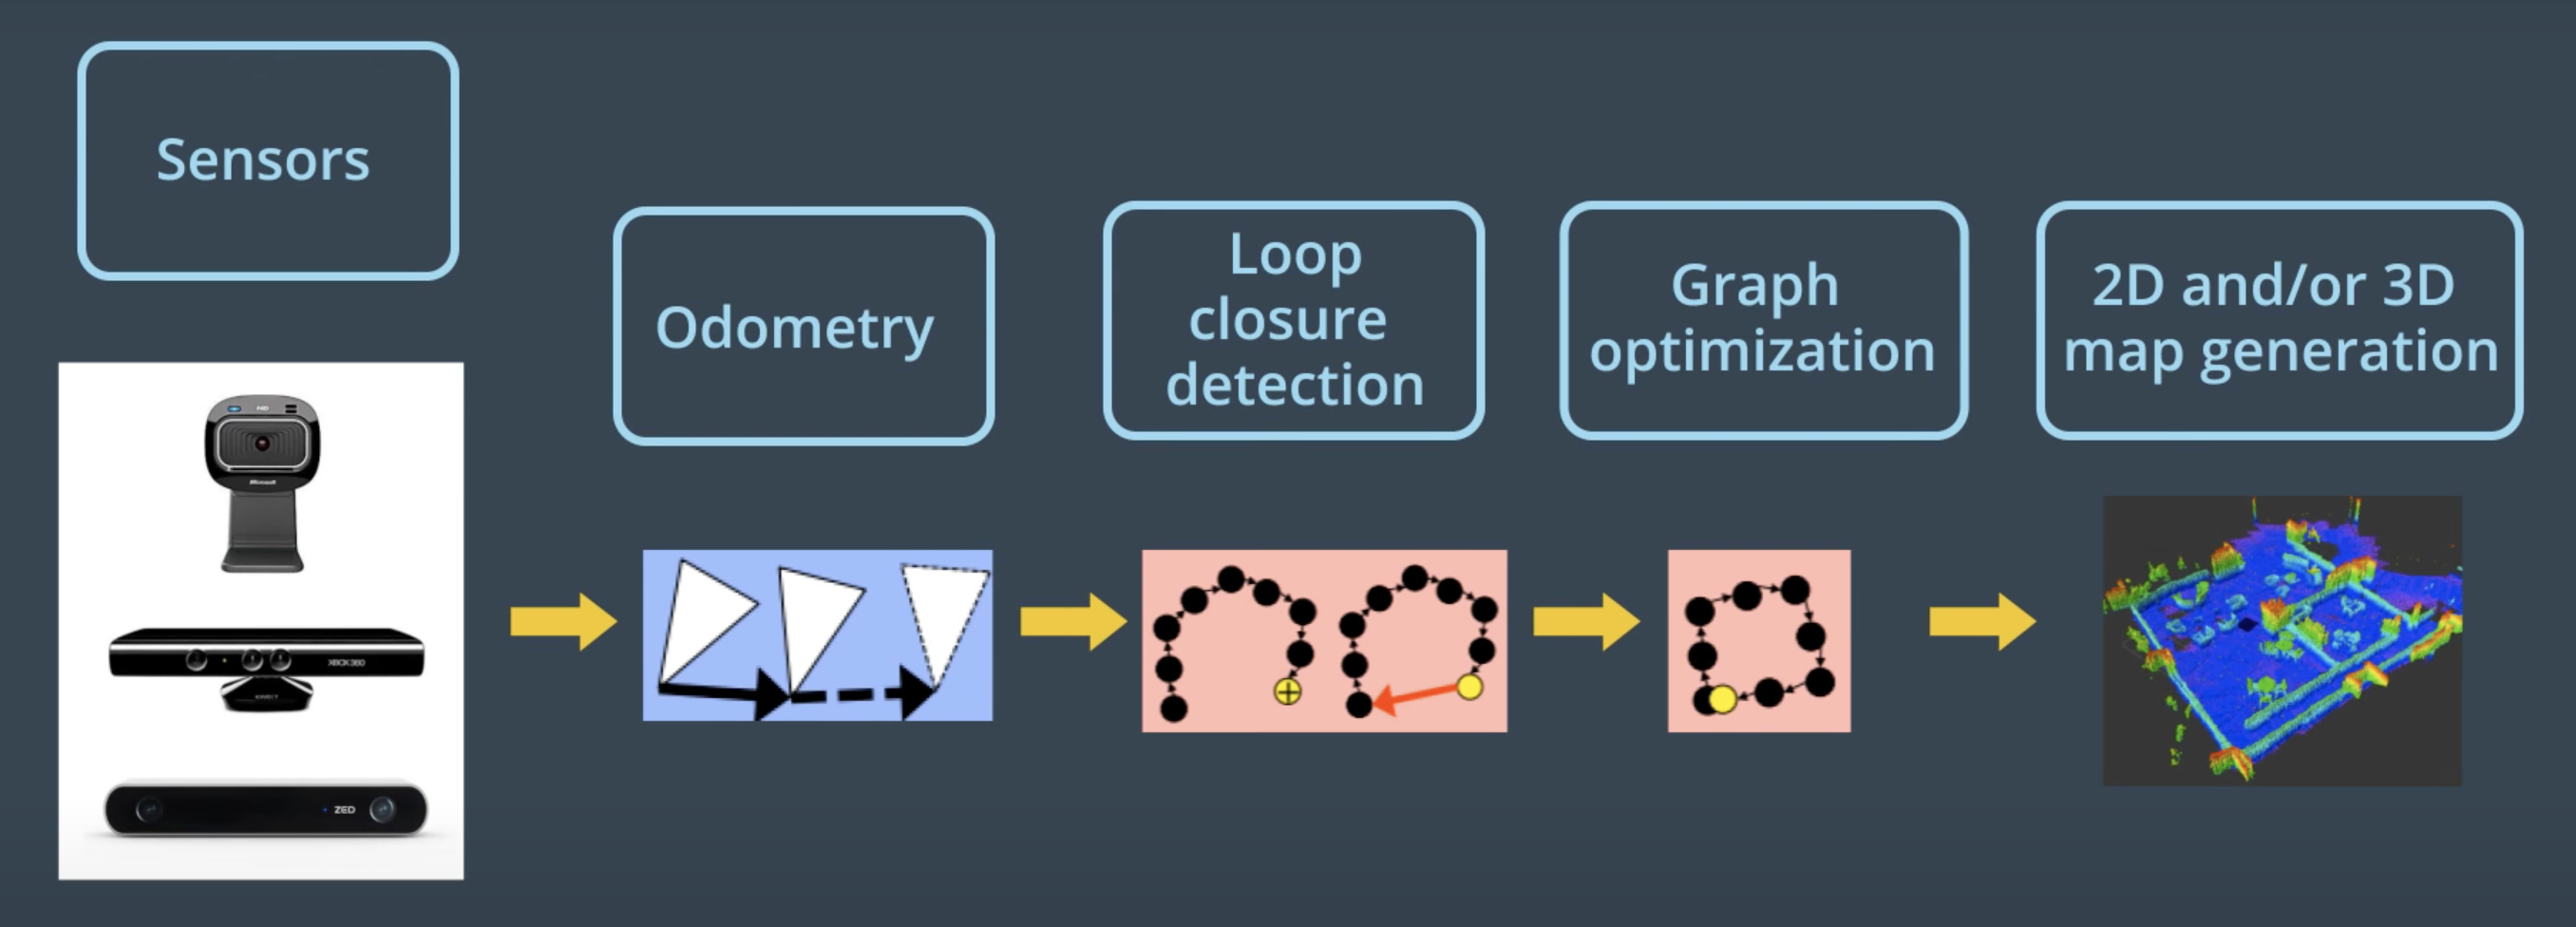 Sensors
Odometry
Loop
closure
detection
Graph
optimization
2D and/or 3D
map generation
HD
Microsoft
XBOX 360
KINECT
ZED